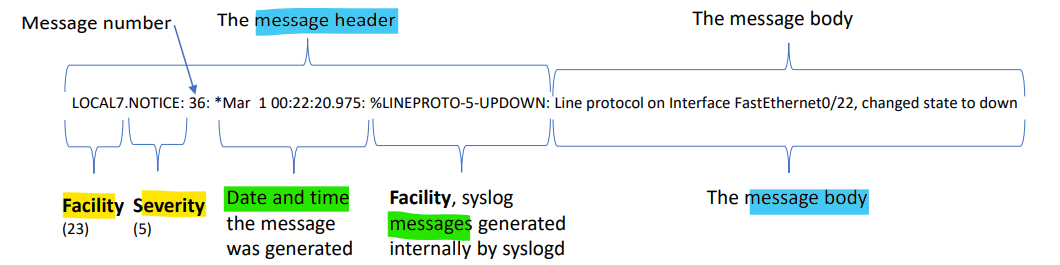 Message number
The message header
The message body
LOCAL7.NOTICE: 36: *Mar  1 00:22:20.975: %LINEPROTO-5-UPDOWN: Line protocol on Interface FastEthernet0/22, changed state to down
Facility
(23)
Severity
(5)
Date and time
the message
was generated
Facility, syslog
messages generated
internally by syslogd
The message body